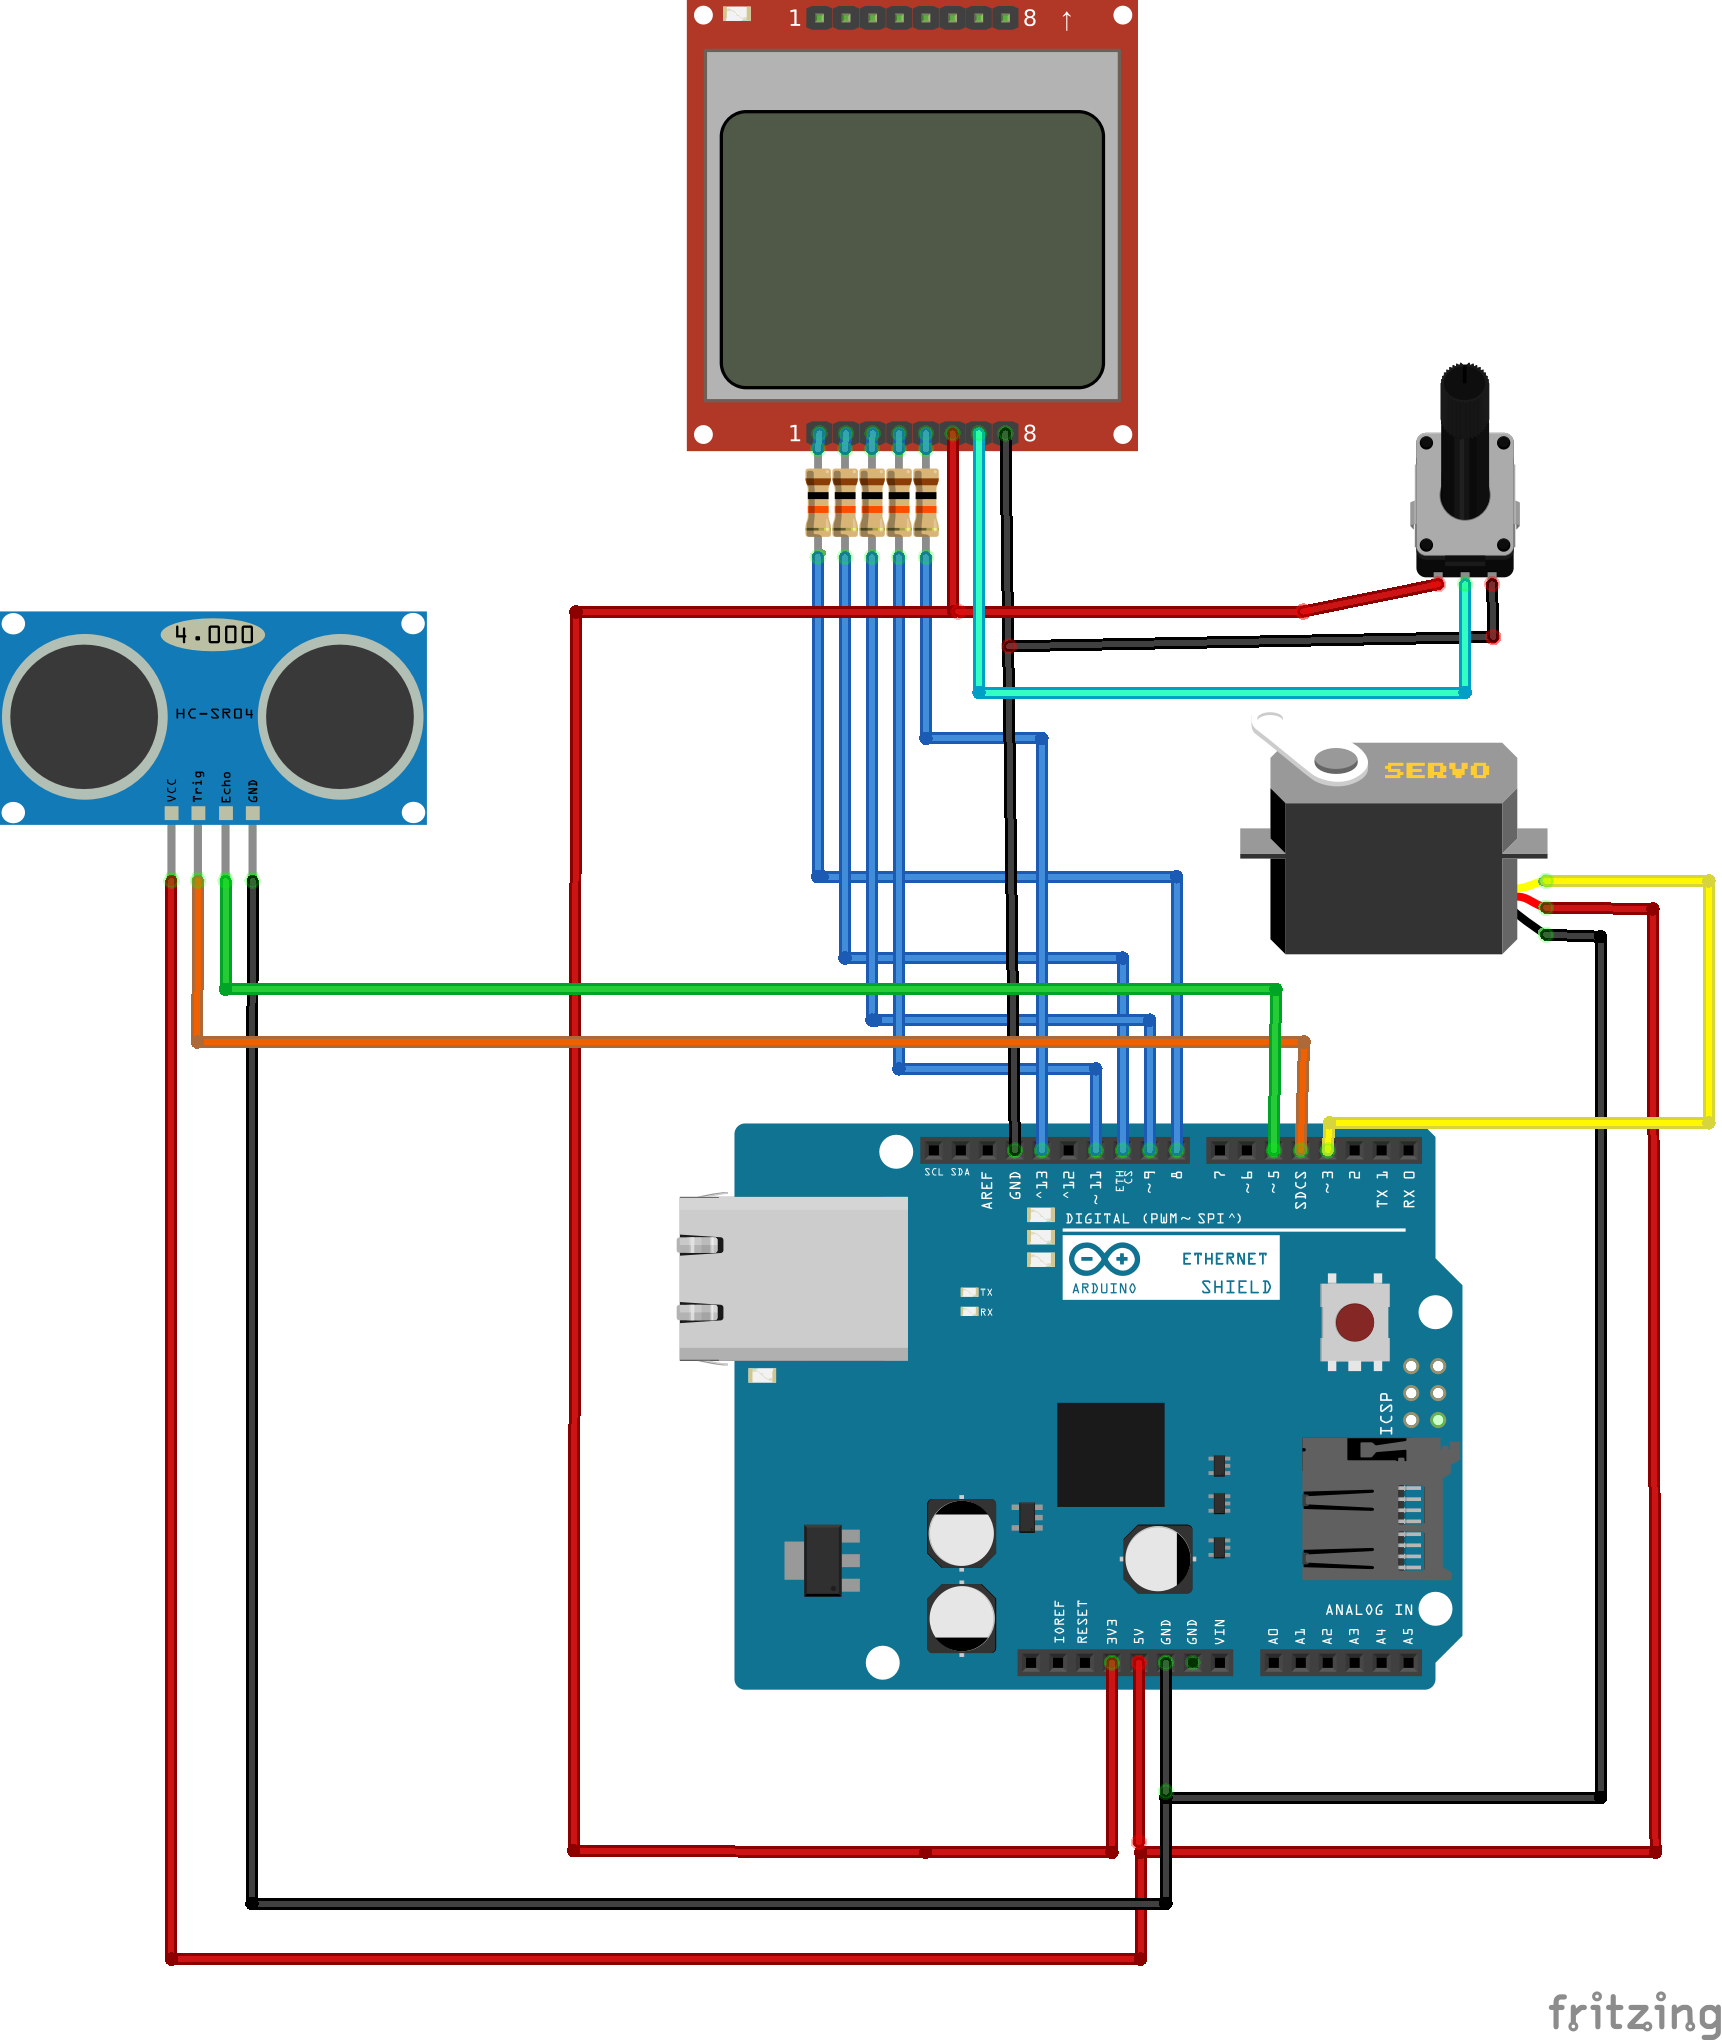 1 8 ↑
1 8
4.000
HC-SR04
VCC Trig Echo GND
SERVO
SCL SDA AREF GND ^13 ^12 ~11 ETH CS ~9 8 7 ~6 ~5 SDCS ~3 2 TX 1 RX 0
DIGITAL (PWM~ SPI^)
ETHERNET
ARDUINO SHIELD
TX
RX
ICSP
ANALOG IN
IOREF RESET 3V3 5V GND GND VIN A0 A1 A2 A3 A4 A5
fritzing